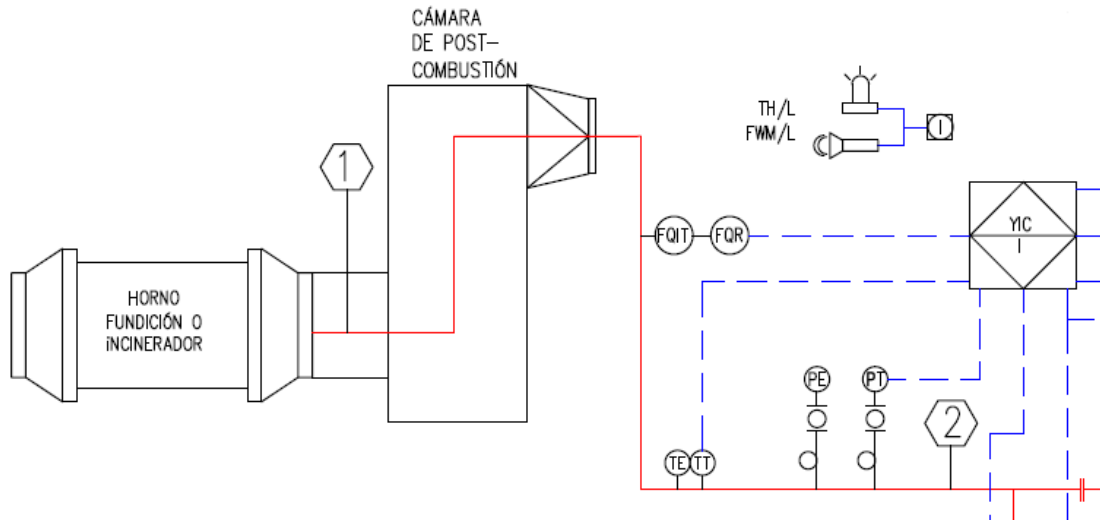 CÁMARA
DE POST-
COMBUSTIÓN
TH/L
FWM/L
I
1
FQIT
FQR
YIC
I
HORNO
FUNDICIÓN O
iNCINERADOR
PE
PT
2
TE
TT